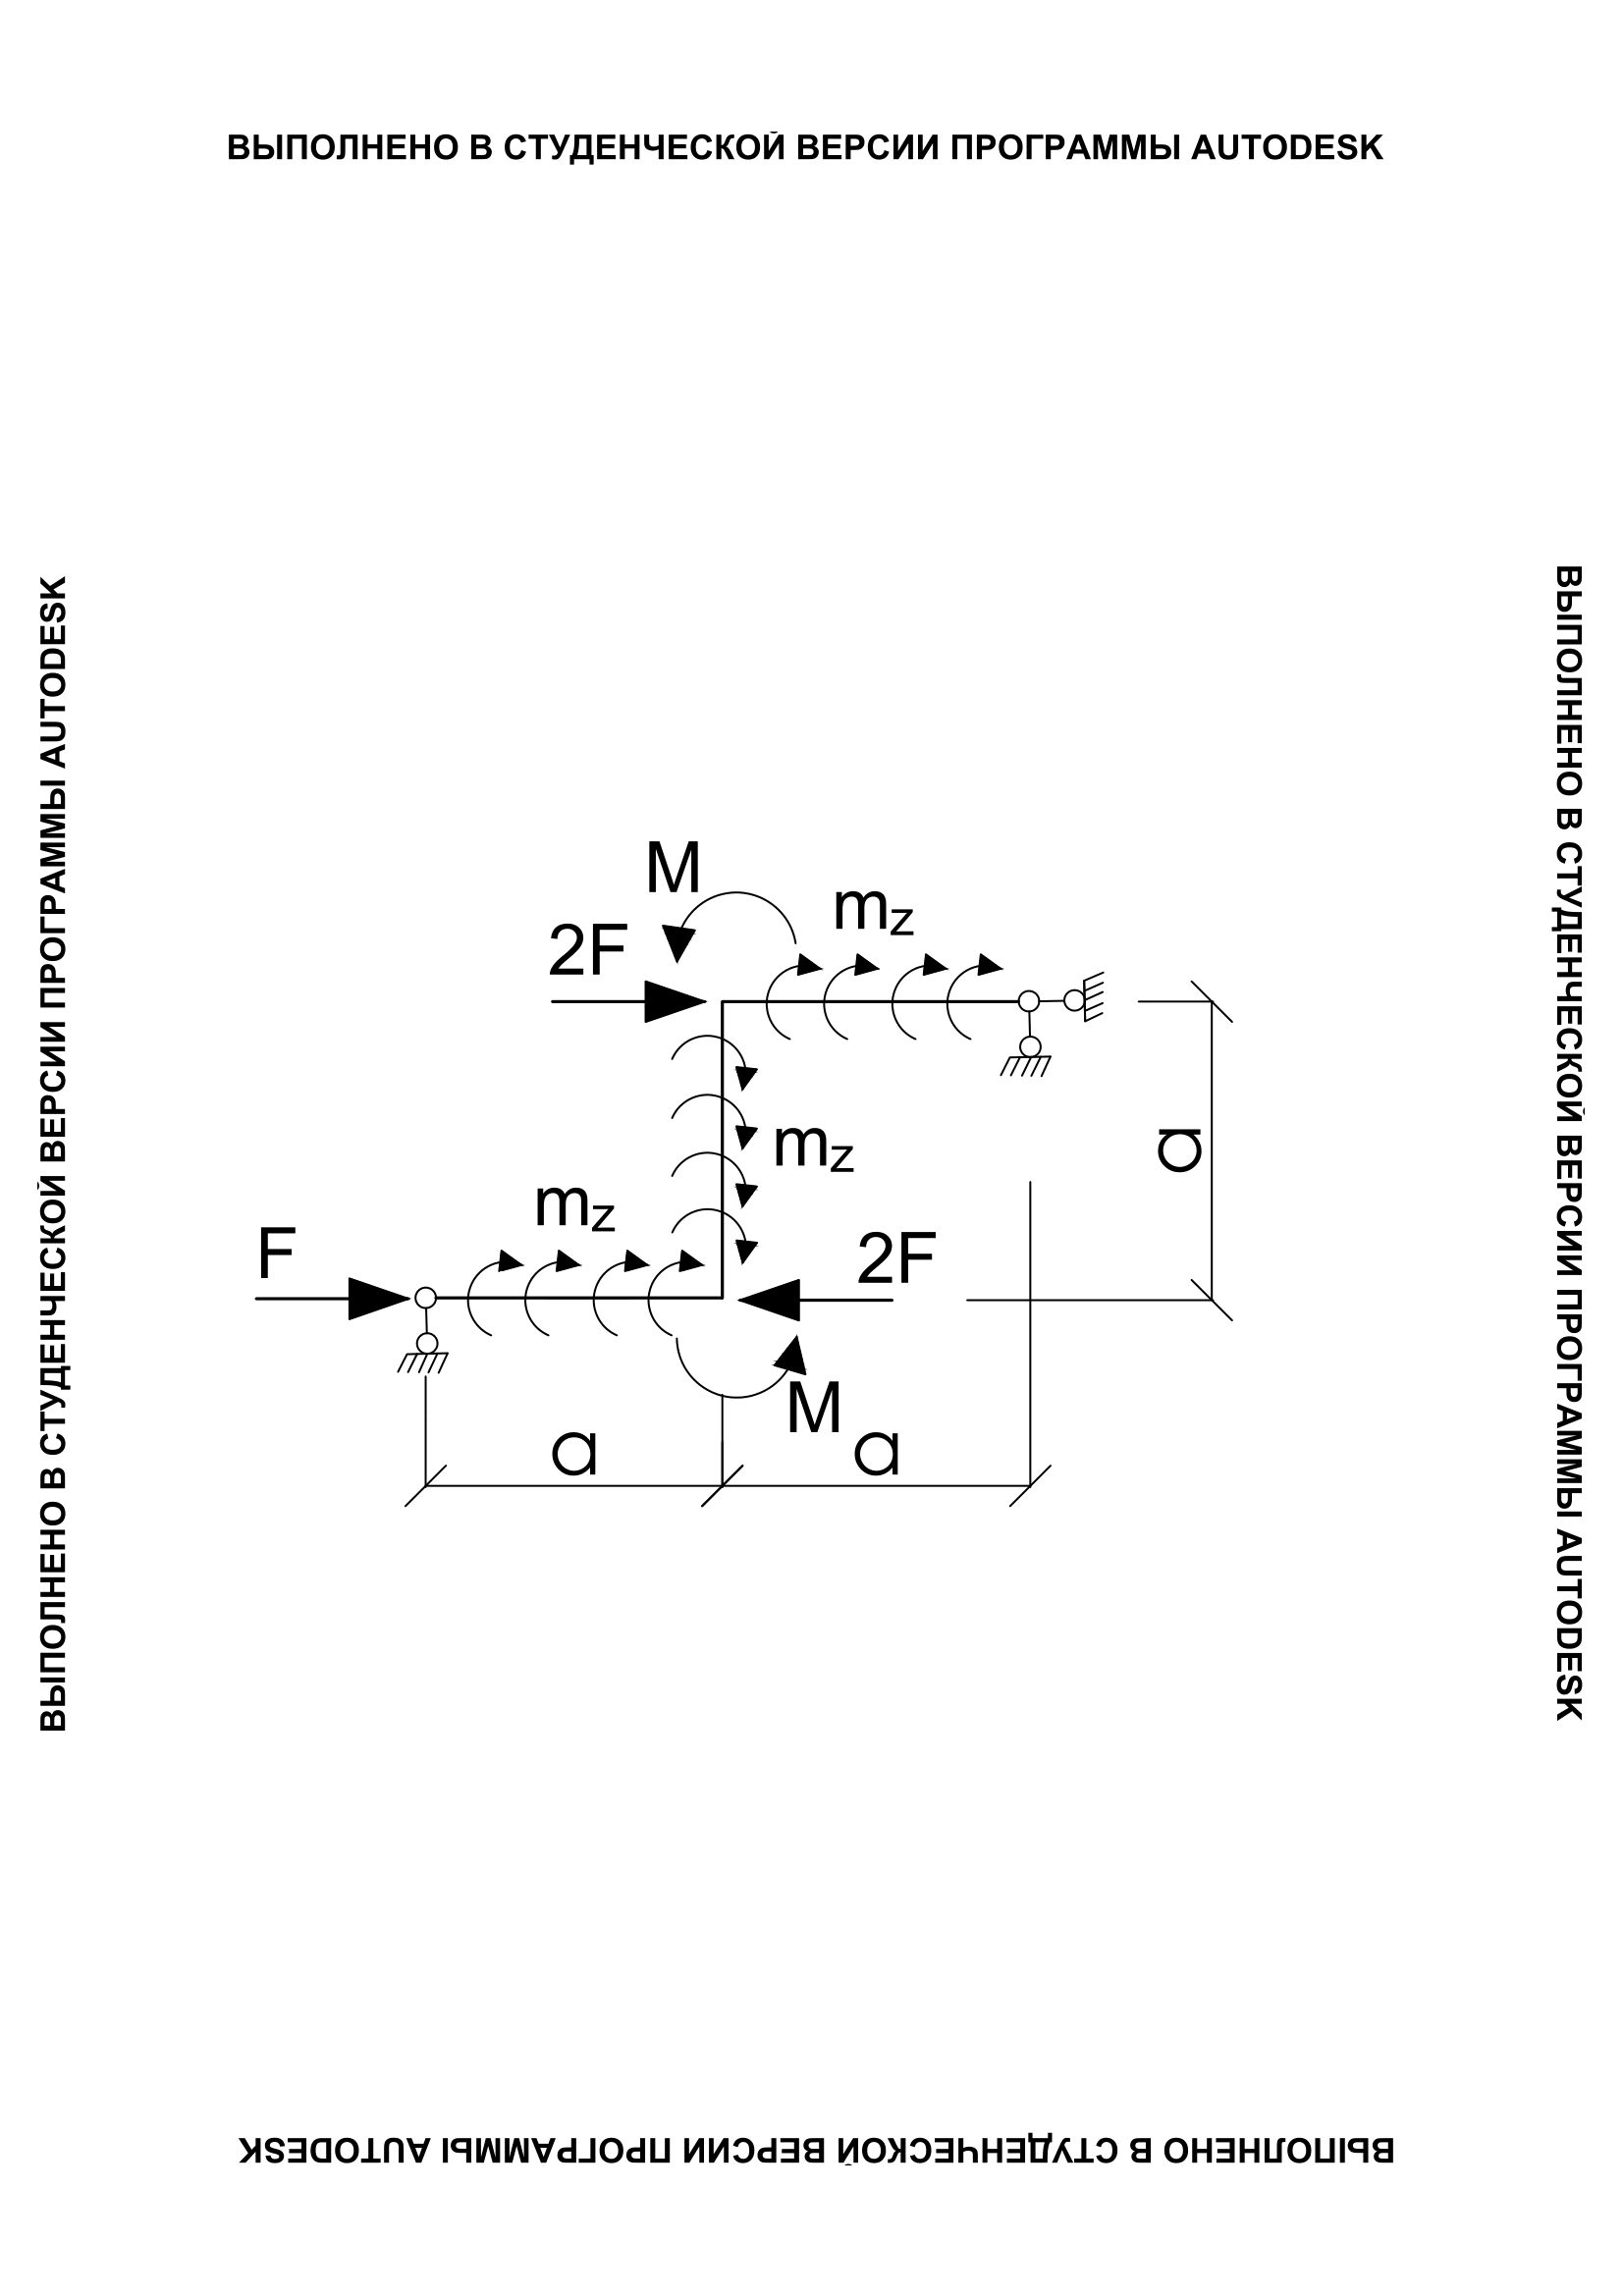 ВЫПОЛНЕНО В СТУДЕНЧЕСКОЙ ВЕРСИИ ПРОГРАММЫ AUTODESK
ВЫПОЛНЕНО В СТУДЕНЧЕСКОЙ ВЕРСИИ ПРОГРАММЫ AUTODESK
ВЫПОЛНЕНО В СТУДЕНЧЕСКОЙ ВЕРСИИ ПРОГРАММЫ AUTODESK
M
mz
2F
a
mz
mz
F
2F
M
a
a
ВЫПОЛНЕНО В СТУДЕНЧЕСКОЙ ВЕРСИИ ПРОГРАММЫ AUTODESK